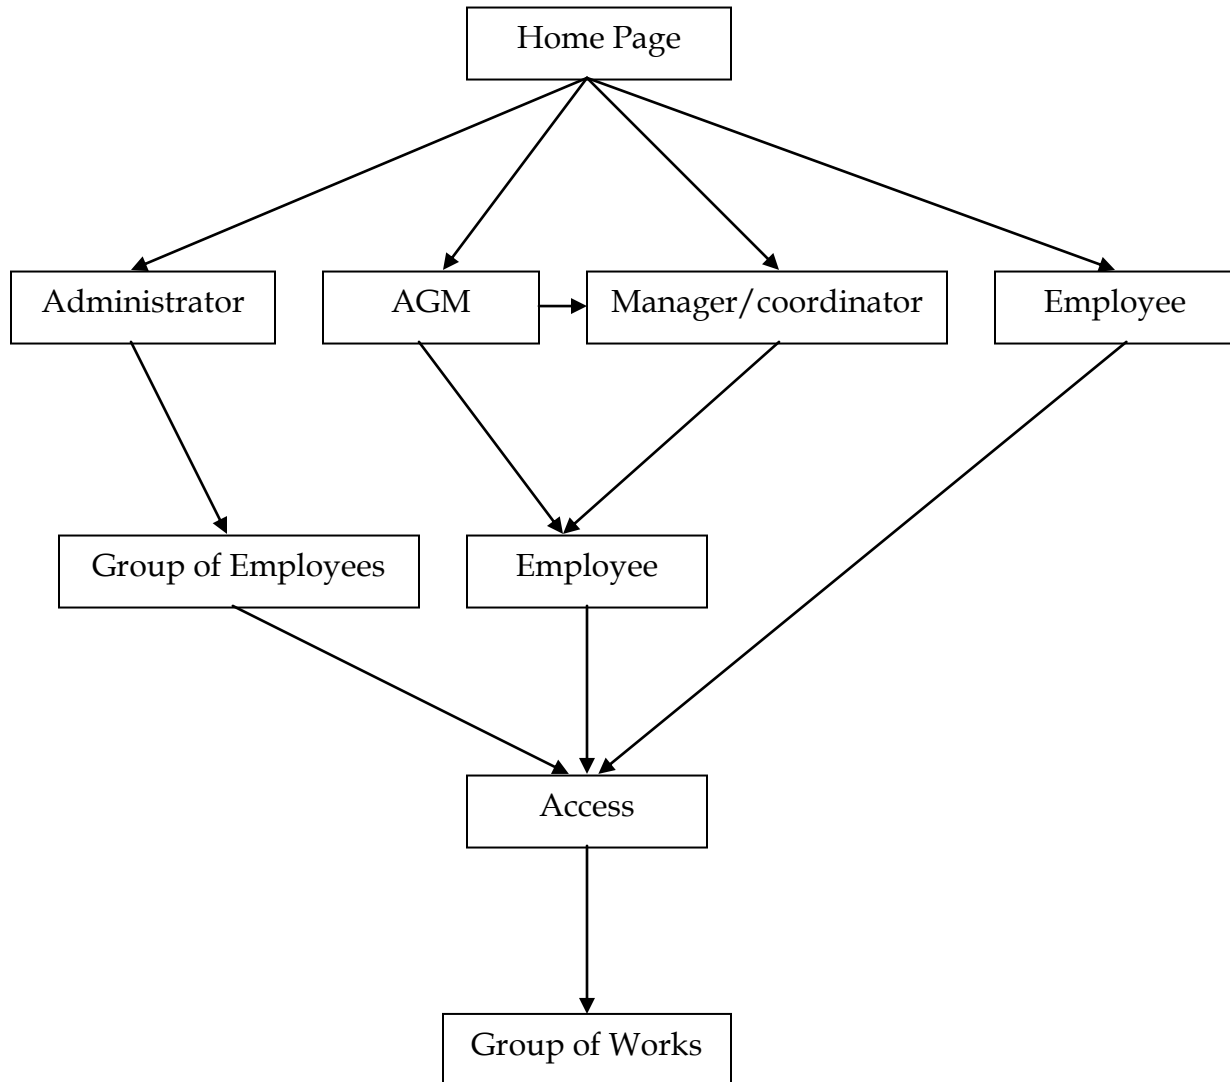 Home Page
Administrator
AGM
Manager/coordinator
Employee
Group of Employees
Employee
Access
Group of Works